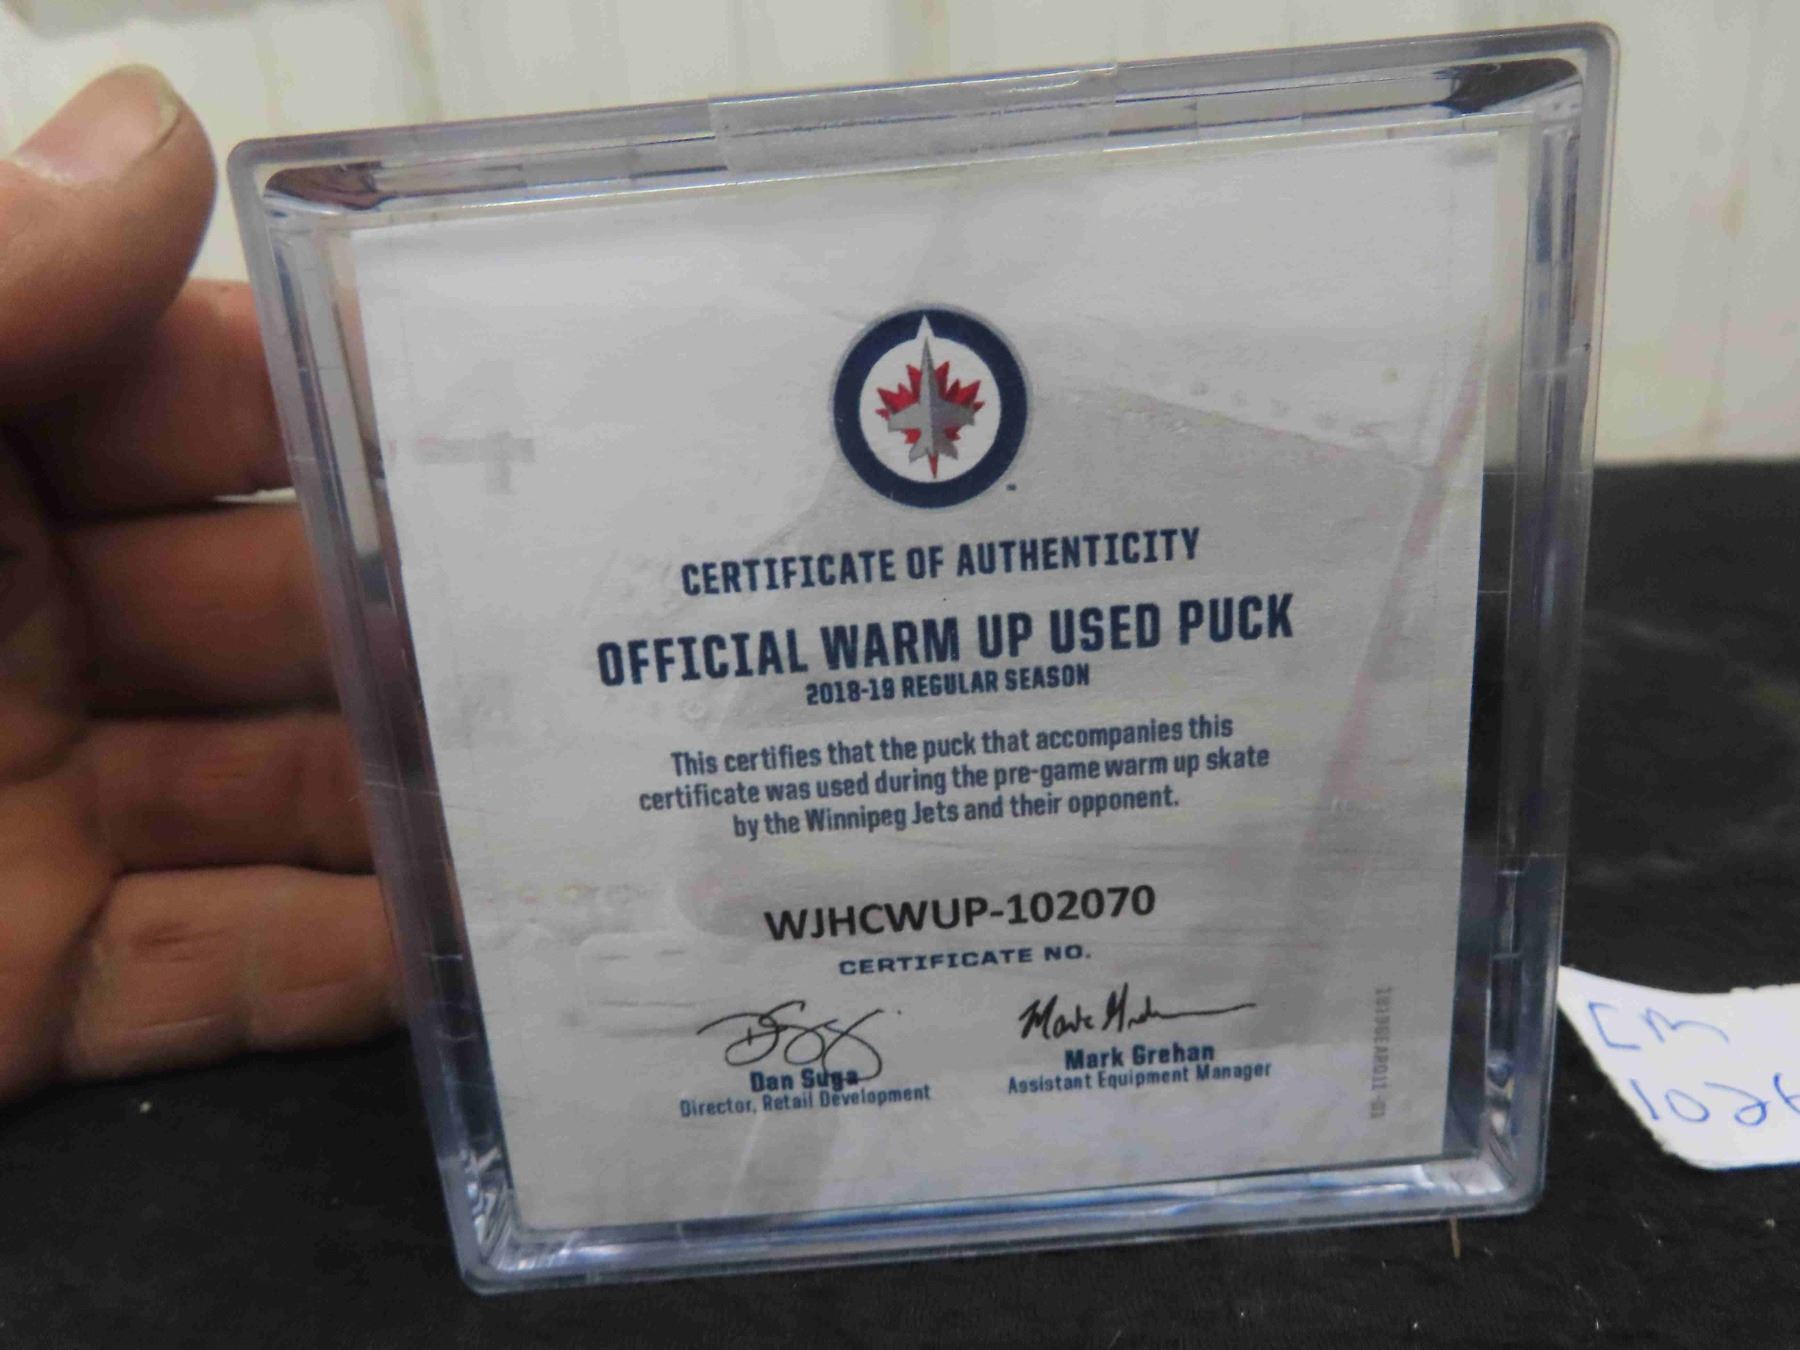 CERTIFICATE OF AUTHENTICITY
OFFICIAL WARM UP USED PUCK
2018-19 REGULAR SEASON
This certifies that the puck that accompanies this
certificate was used during the pre-game warm up skate
by the Winnipeg Jets and their opponent.
WJHCWUP-102070
CERTIFICATE NO.
Dan Suga
Director, Retail Development
Mark Grehan
Assistant Equipment Manager
CM